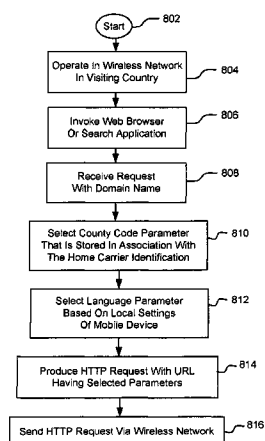 Start
802
Operate In Wireless Network
In Visiting Country
804
Invoke Web Browser
Or Search Application
806
Receive Request
With Domain Name
808
Select County Code Parameter
That Is Stored In Association With
The Home Carrier Identification
810
Select Language Parameter
Based On Local Settings
Of Mobile Device
812
Produce HTTP Request With URL
Having Selected Parameters
814
Send HTTP Request Via Wireless Network
816